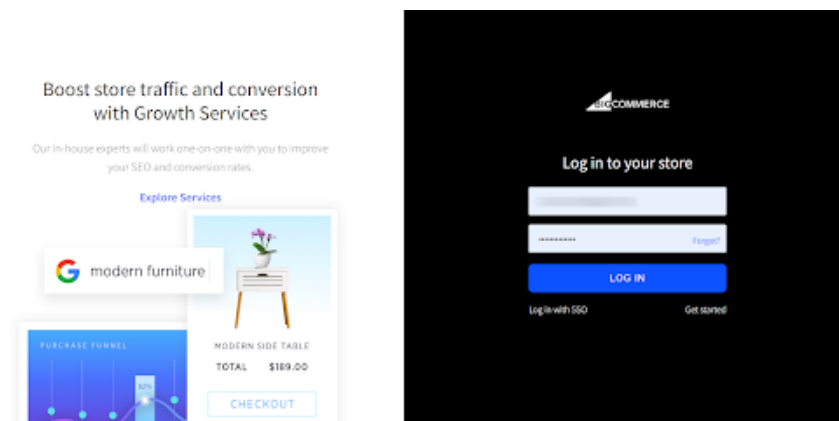 Boost store traffic and conversion
with Growth Services
Our in-house experts will work one-on-one with you to improve
your SEO and conversion rates.
Explore Services
modern furniture
PURCHASE FUNNEL
62%
MODERN SIDE TABLE
TOTAL $189.00
CHECKOUT
BIGCOMMERCE
Log in to your store
Forgot?
LOG IN
Log in with SSO Get started